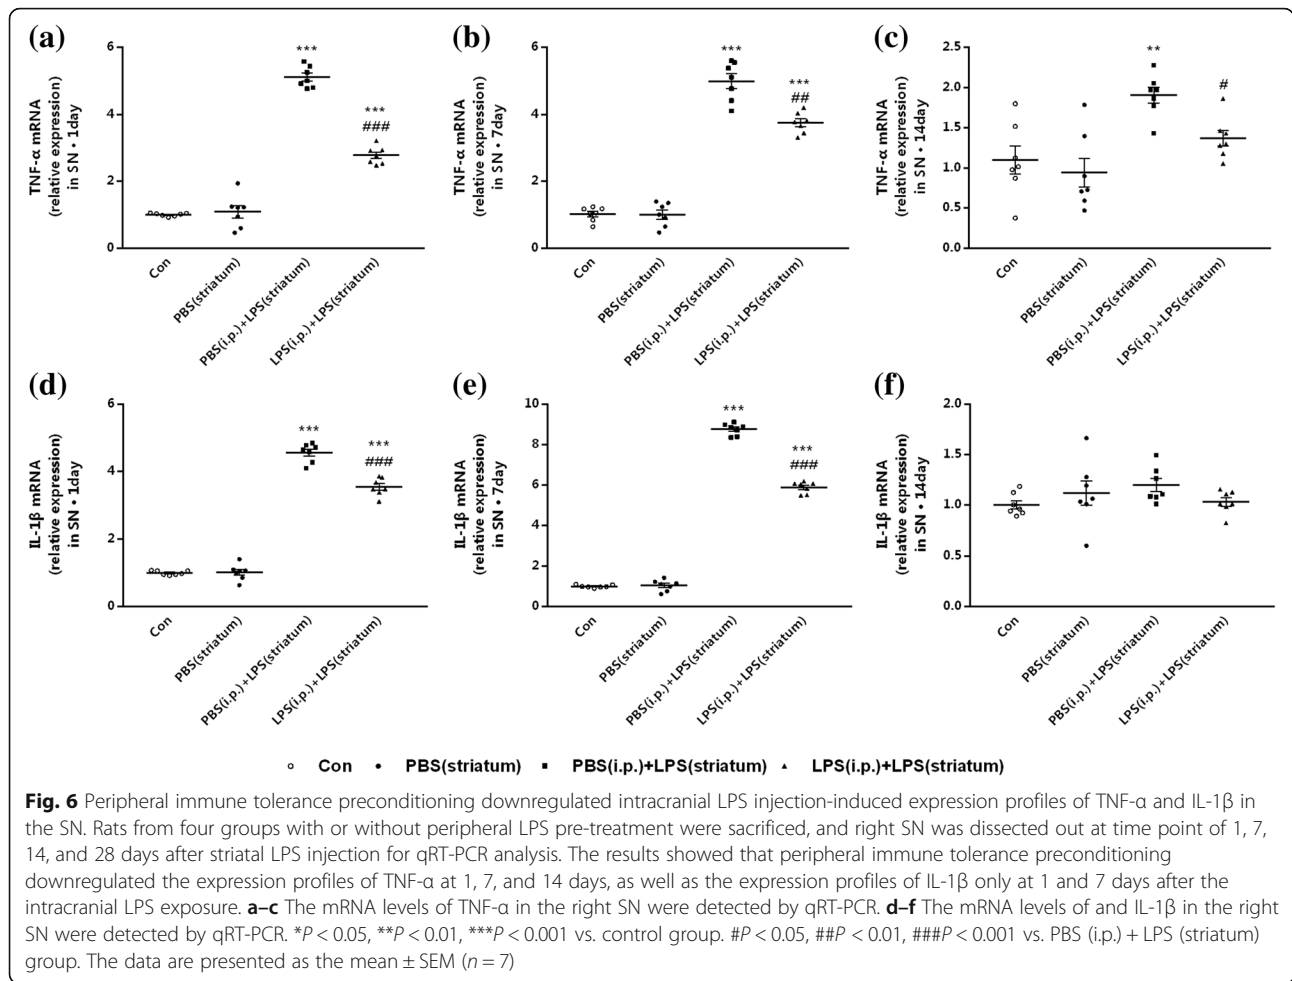 (a)
6
4
2
0
TNF-α mRNA
(relative expression)
in SN • 1day
***
***
###
Con
PBS(striatum)
PBS(i.p.)+LPS(striatum)
LPS(i.p.)+LPS(striatum)
(b)
6
4
2
0
TNF-α mRNA
(relative expression)
in SN • 7day
***
***
##
Con
PBS(striatum)
PBS(i.p.)+LPS(striatum)
LPS(i.p.)+LPS(striatum)
(c)
2.5
2.0
1.5
1.0
0.5
0.0
TNF-α mRNA
(relative expression)
in SN • 14day
**
#
Con
PBS(striatum)
PBS(i.p.)+LPS(striatum)
LPS(i.p.)+LPS(striatum)
(d)
6
4
2
0
IL-1β mRNA
(relative expression)
in SN • 1day
***
***
###
Con
PBS(striatum)
PBS(i.p.)+LPS(striatum)
LPS(i.p.)+LPS(striatum)
(e)
10
8
6
4
2
0
IL-1β mRNA
(relative expression)
in SN • 7day
***
***
###
Con
PBS(striatum)
PBS(i.p.)+LPS(striatum)
LPS(i.p.)+LPS(striatum)
(f)
2.0
1.5
1.0
0.5
0.0
IL-1β mRNA
(relative expression)
in SN • 14day
Con
PBS(striatum)
PBS(i.p.)+LPS(striatum)
LPS(i.p.)+LPS(striatum)
Con PBS(striatum) PBS(i.p.)+LPS(striatum) LPS(i.p.)+LPS(striatum)
Fig. 6 Peripheral immune tolerance preconditioning downregulated intracranial LPS injection-induced expression profiles of TNF-α and IL-1β in
the SN. Rats from four groups with or without peripheral LPS pre-treatment were sacrificed, and right SN was dissected out at time point of 1, 7,
14, and 28 days after striatal LPS injection for qRT-PCR analysis. The results showed that peripheral immune tolerance preconditioning
downregulated the expression profiles of TNF-α at 1, 7, and 14 days, as well as the expression profiles of IL-1β only at 1 and 7 days after the
intracranial LPS exposure. a–c The mRNA levels of TNF-α in the right SN were detected by qRT-PCR. d–f The mRNA levels of and IL-1β in the right
SN were detected by qRT-PCR. *P < 0.05, **P < 0.01, ***P < 0.001 vs. control group. #P < 0.05, ##P < 0.01, ###P < 0.001 vs. PBS (i.p.) + LPS (striatum)
group. The data are presented as the mean ± SEM (n = 7)